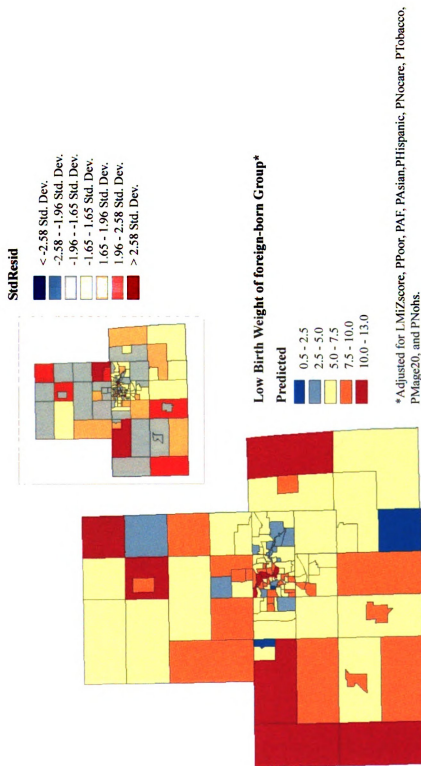 StdResid
< -2.58 Std. Dev.
-2.58 - -1.96 Std. Dev.
-1.96 - -1.65 Std. Dev.
-1.65 - 1.65 Std. Dev.
1.65 - 1.96 Std. Dev.
1.96 - 2.58 Std. Dev.
> 2.58 Std. Dev.
Low Birth Weight of foreign-born Group*
Predicted
0.5 - 2.5
2.5 - 5.0
5.0 - 7.5
7.5 - 10.0
10.0 - 13.0
*Adjusted for LMiZscore, PPoor, PAF, PAsian,PHispanic, PNocare, PTobacco,
PMage20, and PNohs.